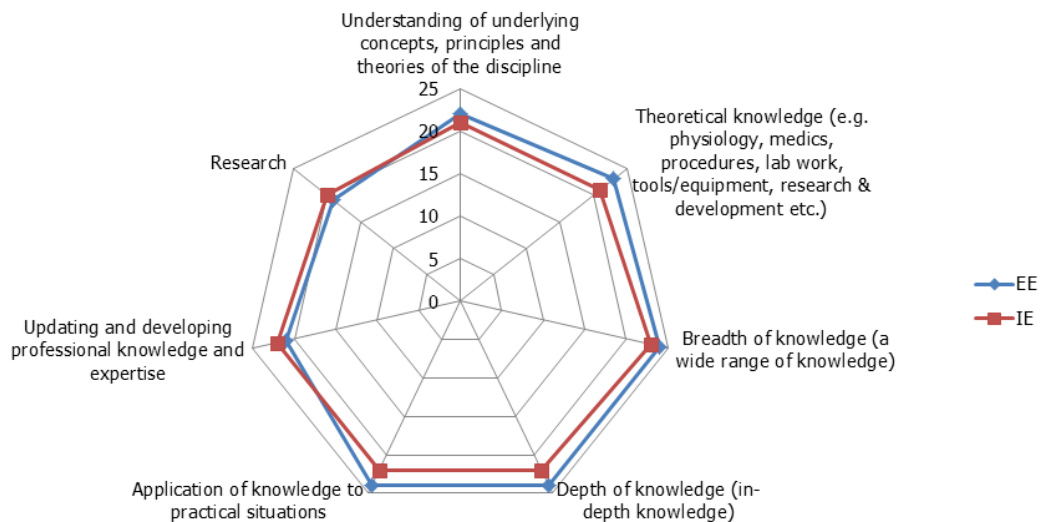 Understanding of underlying
concepts, principles and
theories of the discipline
25
20
15
10
5
0
Theoretical knowledge (e.g.
physiology, medics,
procedures, lab work,
tools/equipment, research &
development etc.)
Research
EE
IE
Updating and developing
professional knowledge and
expertise
Breadth of knowledge (a
wide range of knowledge)
Application of knowledge to
practical situations
Depth of knowledge (in-
depth knowledge)